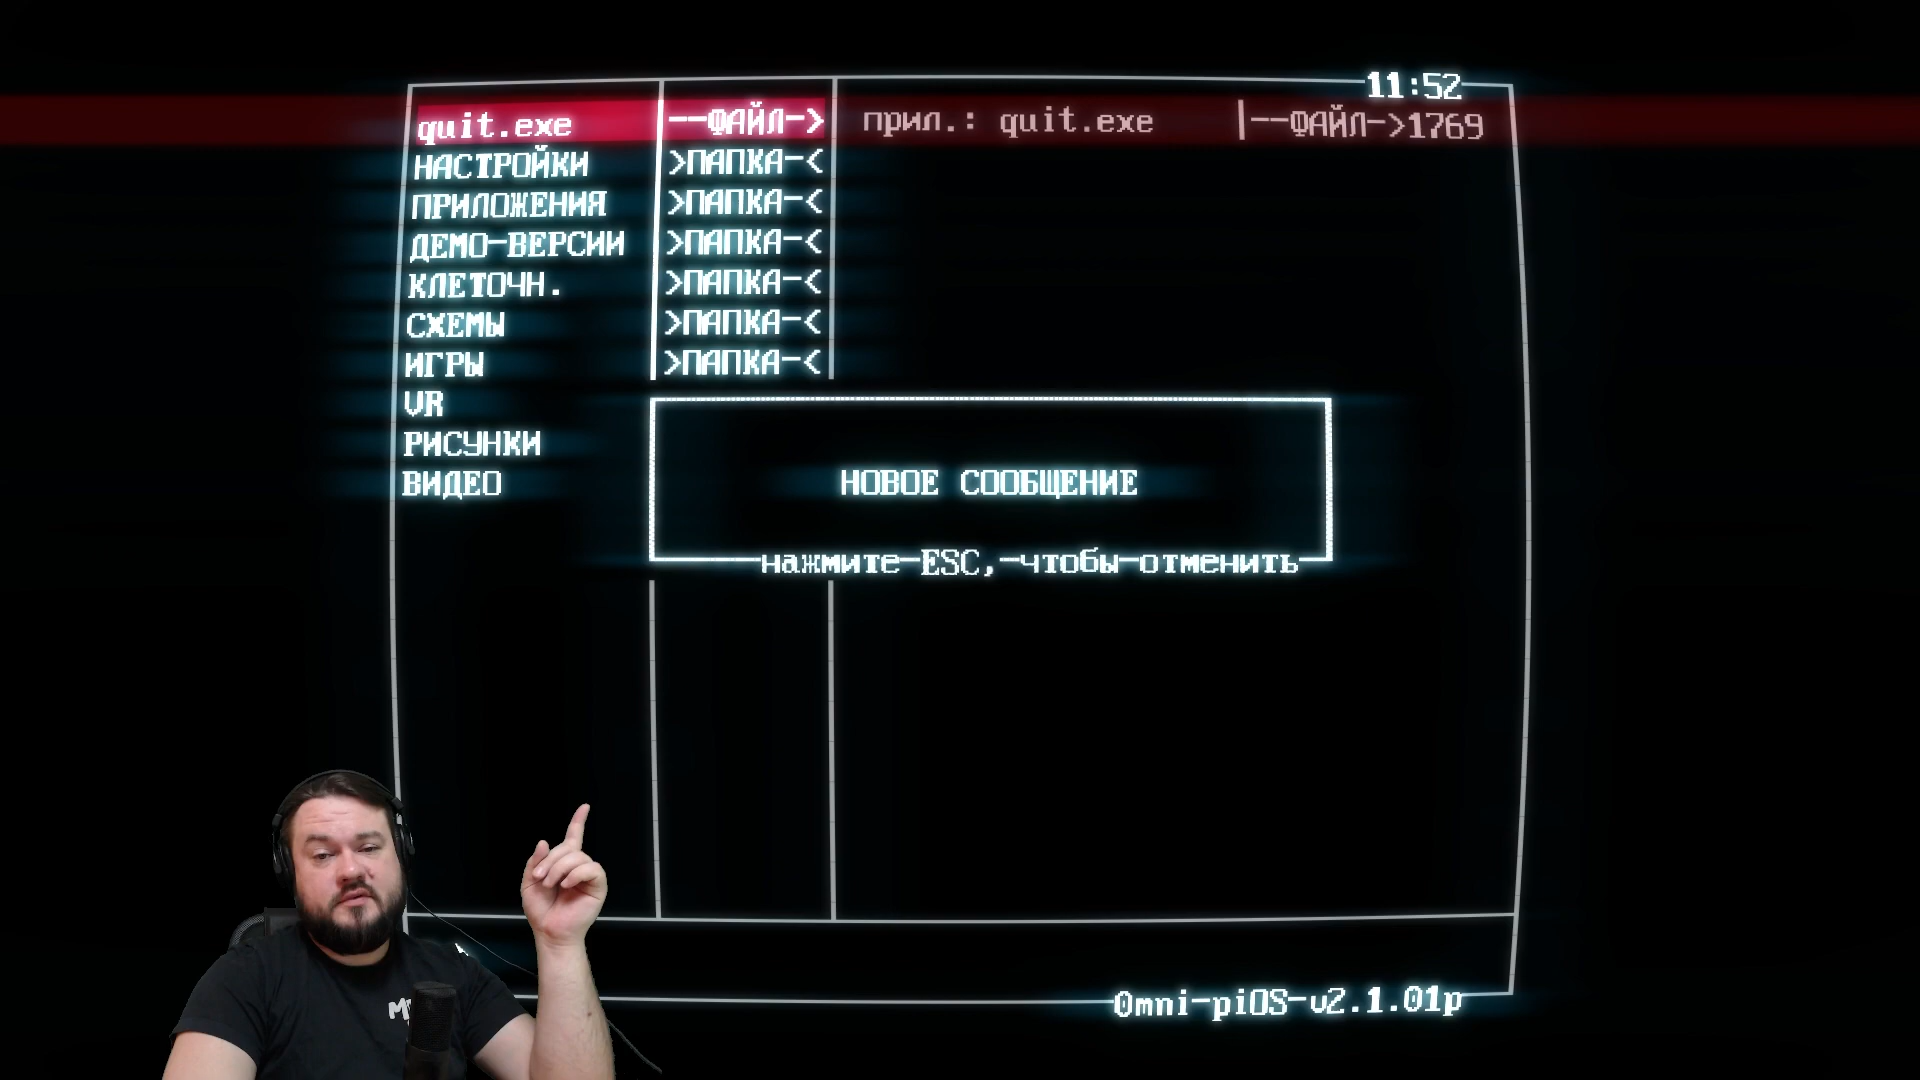 11:52
quit.exe --ФАЙЛ-> прил.: quit.exe |--ФАЙЛ->1769
НАСТРОЙКИ >ПАПКА-<
ПРИЛОЖЕНИЯ >ПАПКА-<
ДЕМО-ВЕРСИИ >ПАПКА-<
КЛЕТОЧН. >ПАПКА-<
СХЕМЫ >ПАПКА-<
ИГРЫ >ПАПКА-<
VR
РИСУНКИ
ВИДЕО
НОВОЕ СООБЩЕНИЕ
нажмите-ESC,-чтобы-отменить
Omni-piOS-v2.1.01p